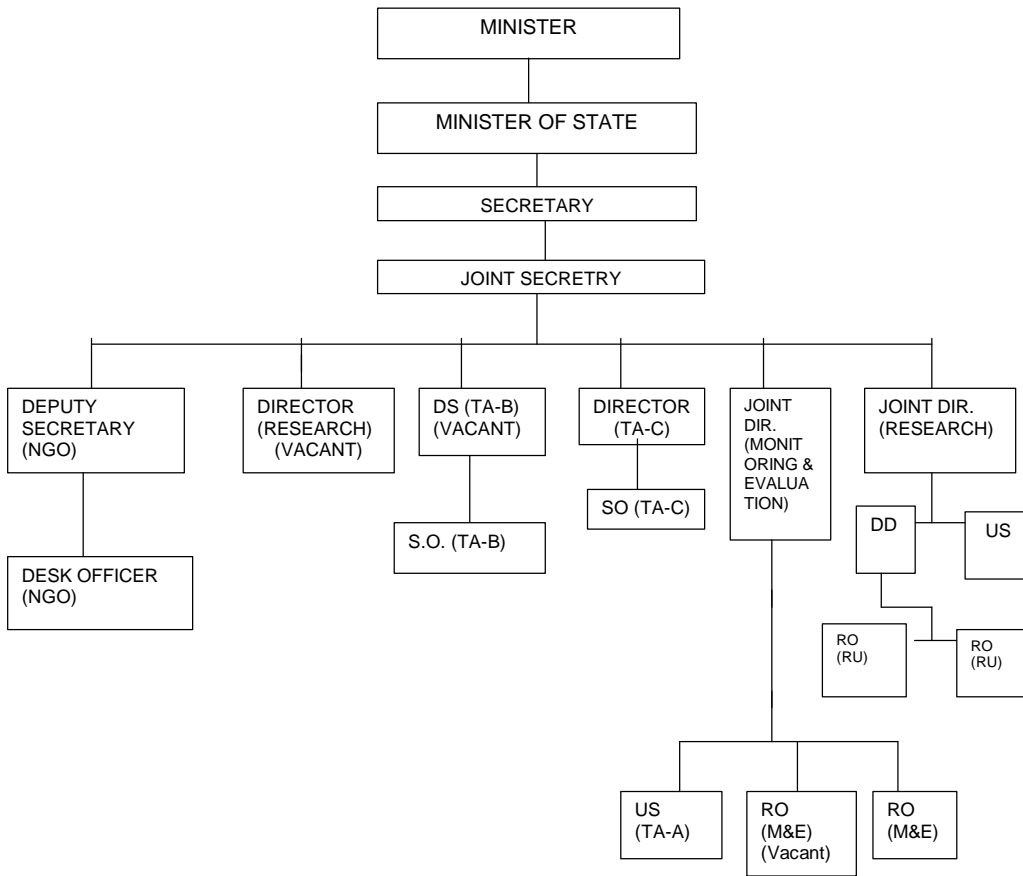 MINISTER
MINISTER OF STATE
SECRETARY
JOINT SECRETRY
DEPUTY
SECRETARY
(NGO)
DIRECTOR
(RESEARCH)
(VACANT)
DS (TA-B)
(VACANT)
DIRECTOR
(TA-C)
JOINT
DIR.
(MONIT
ORING &
EVALUA
TION)
JOINT DIR.
(RESEARCH)
DESK OFFICER
(NGO)
S.O. (TA-B)
SO (TA-C)
DD
US
RO
(RU)
RO
(RU)
US
(TA-A)
RO
(M&E)
(Vacant)
RO
(M&E)